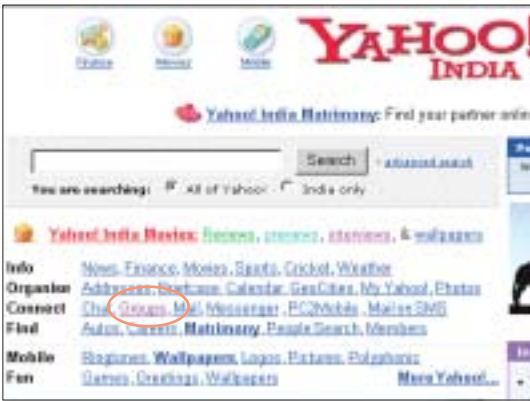 YAHOO!
INDIA
Finance Movies Mobile
Yahoo! India Matrimony: Find your partner online
Search advanced search
You are searching: All of Yahoo! India only
Yahoo! India Movies: Reviews, previews, interviews, & wallpapers
Info News, Finance, Movies, Sports, Cricket, Weather
Organise Addresses, Briefcase, Calendar, GeoCities, My Yahoo!, Photos
Connect Chat, Groups, Mail, Messenger, PC2Mobile, Mail on SMS
Find Autos, Careers, Matrimony, People Search, Members
Mobile Ringtones, Wallpapers, Logos, Pictures, Polyphonic
Fun Games, Greetings, Wallpapers More Yahoo!...